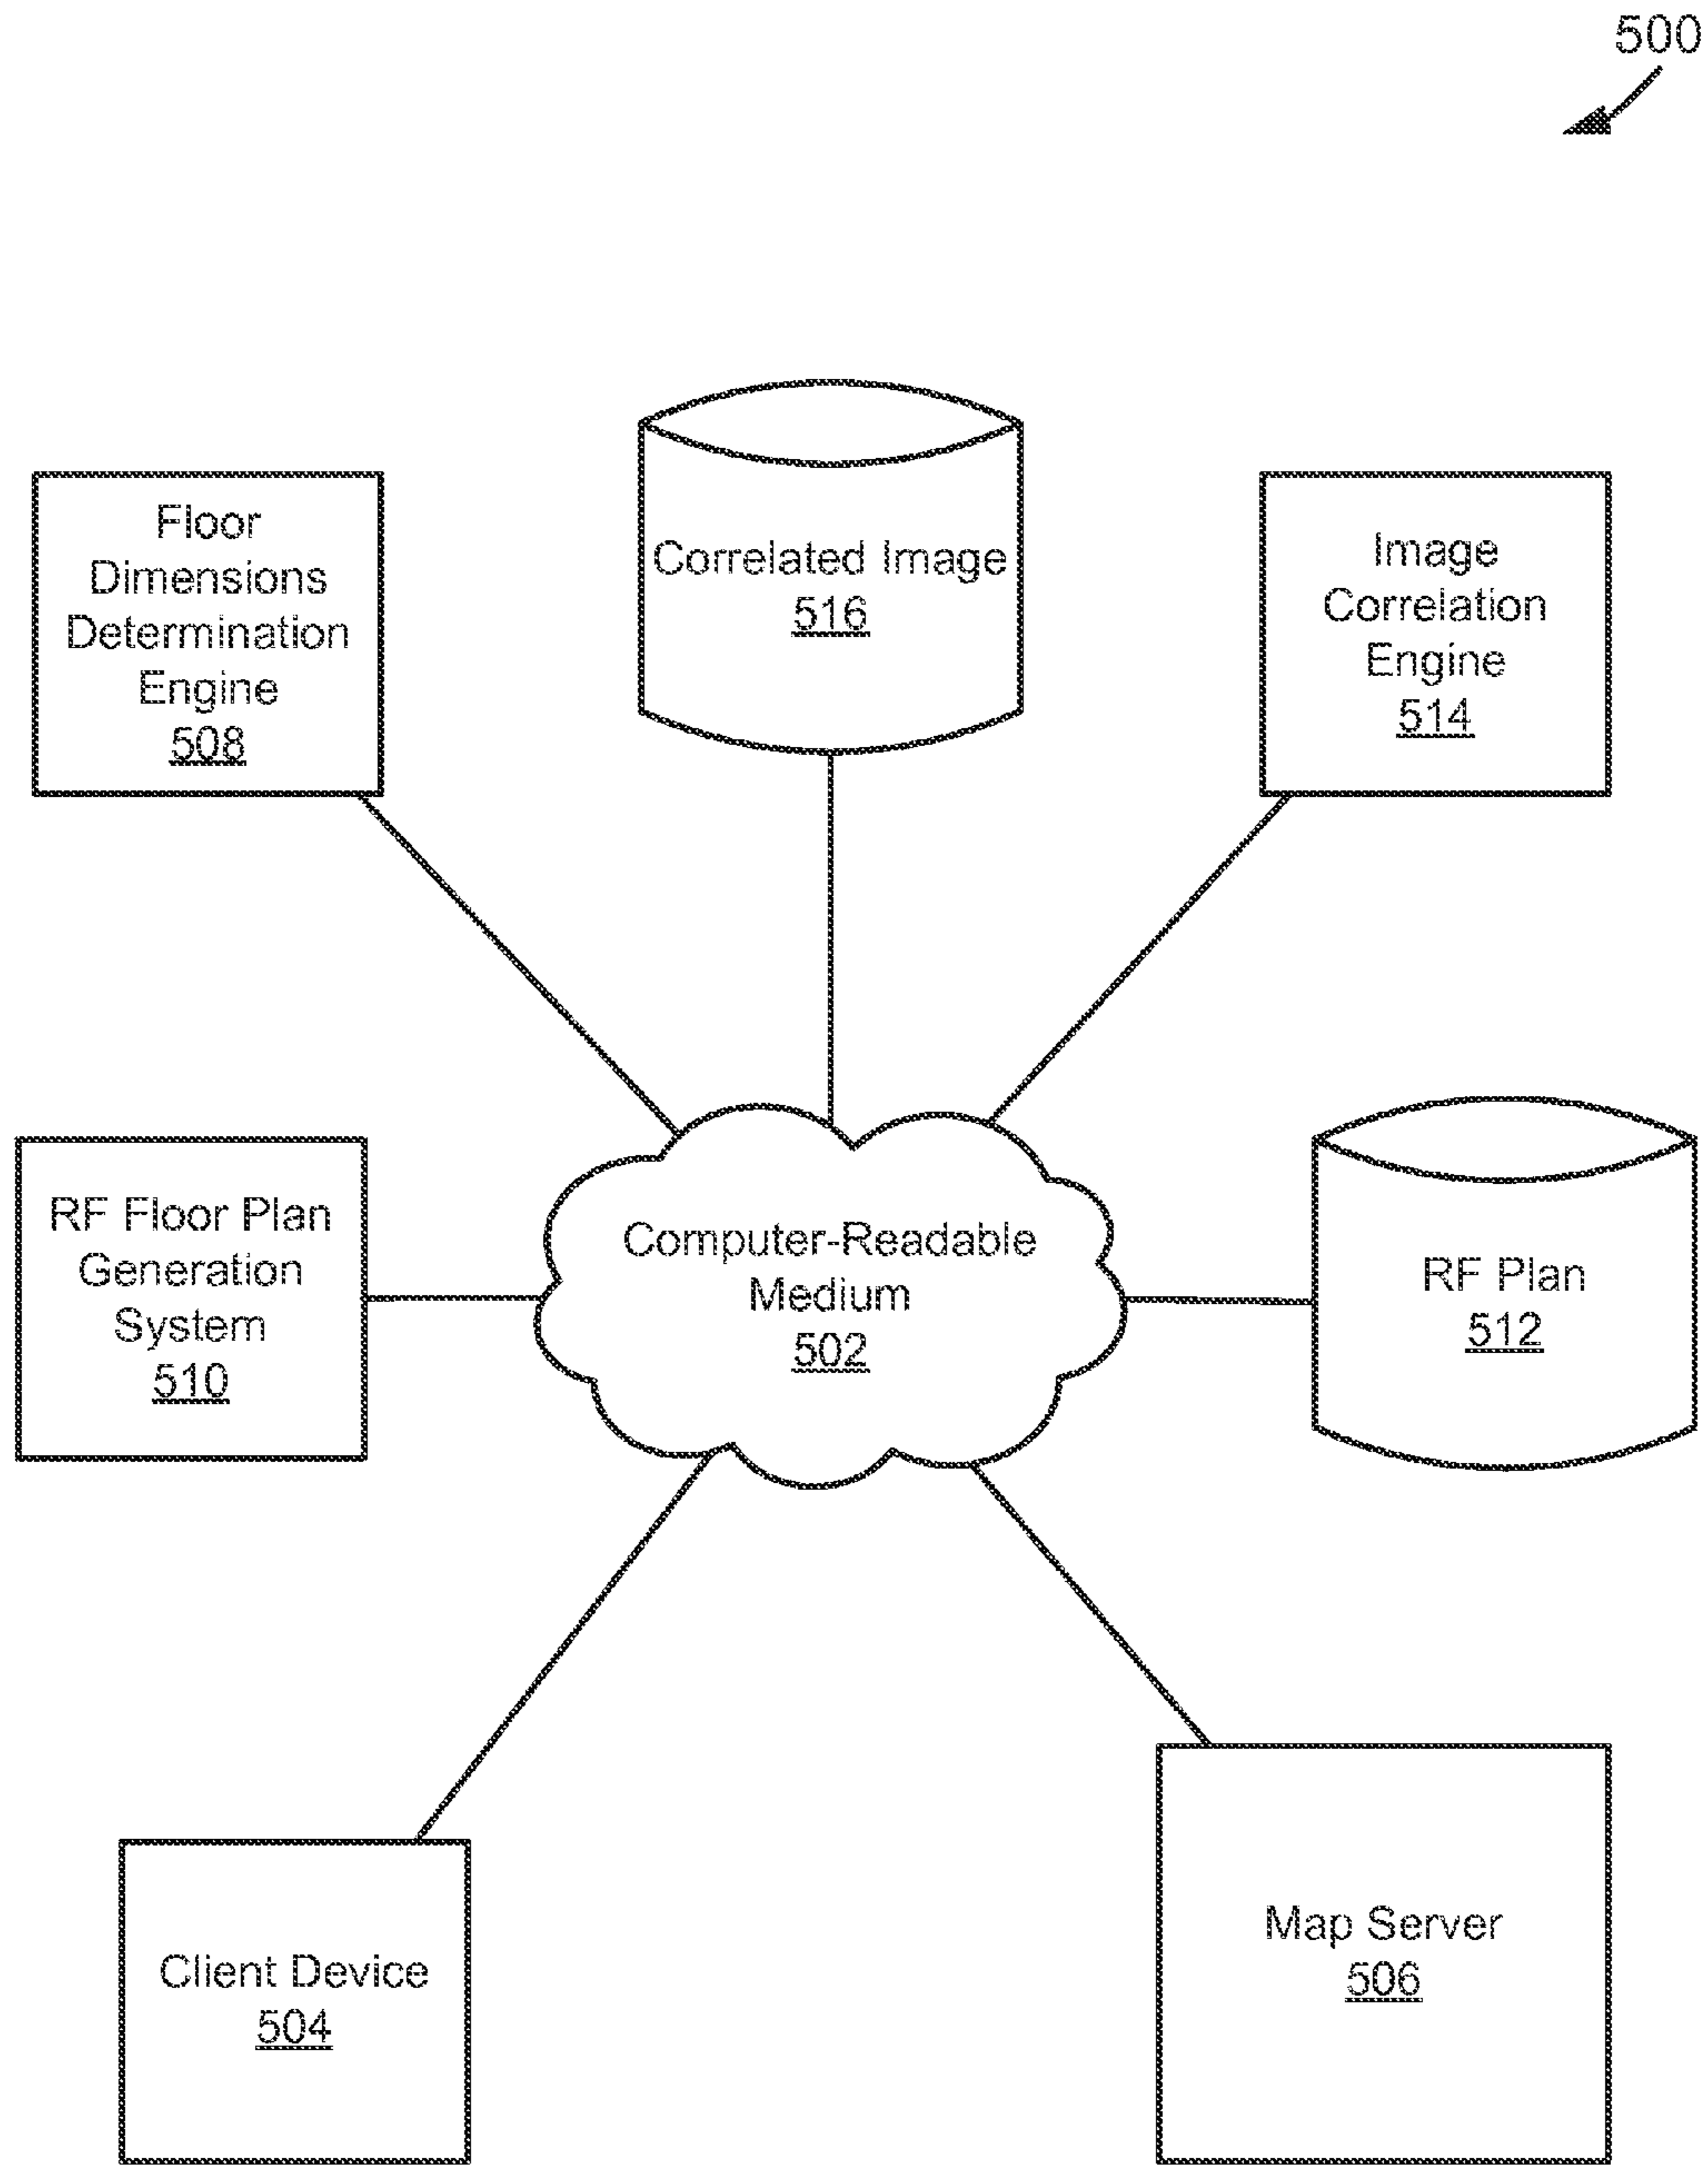 500
Floor
Dimensions
Determination
Engine
508
Correlated Image
516
Image
Correlation
Engine
514
RF Floor Plan
Generation
System
510
Computer-Readable
Medium
502
RF Plan
512
Client Device
504
Map Server
506